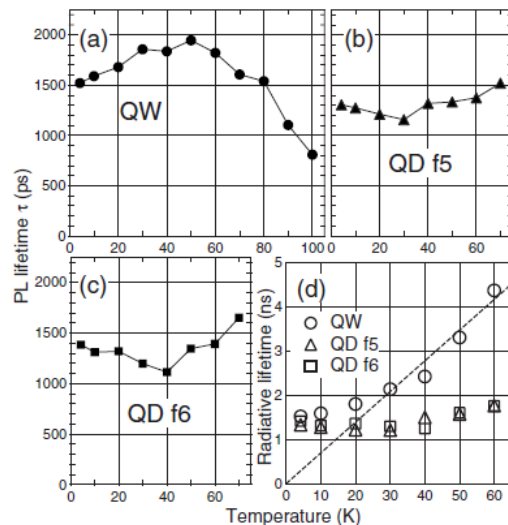 (a)
QW
2000
1500
1000
500
0
0 20 40 60 80 100
(b)
QD f5
0 20 40 60
PL lifetime τ (ps)
(c)
QD f6
2000
1500
1000
500
0
0 20 40 60
(d)
QW
QD f5
QD f6
Radiative lifetime (ns)
5
4
3
2
1
0
0 10 20 30 40 50 60
Temperature (K)